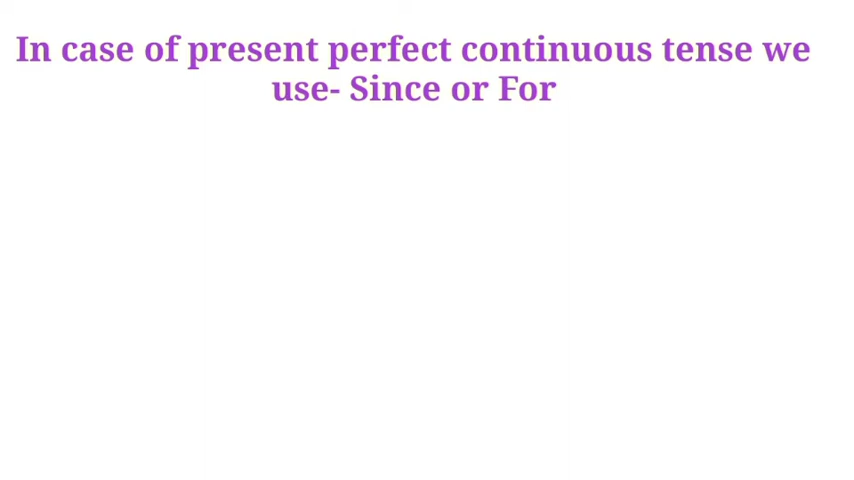 In case of present perfect continuous tense we
use- Since or For